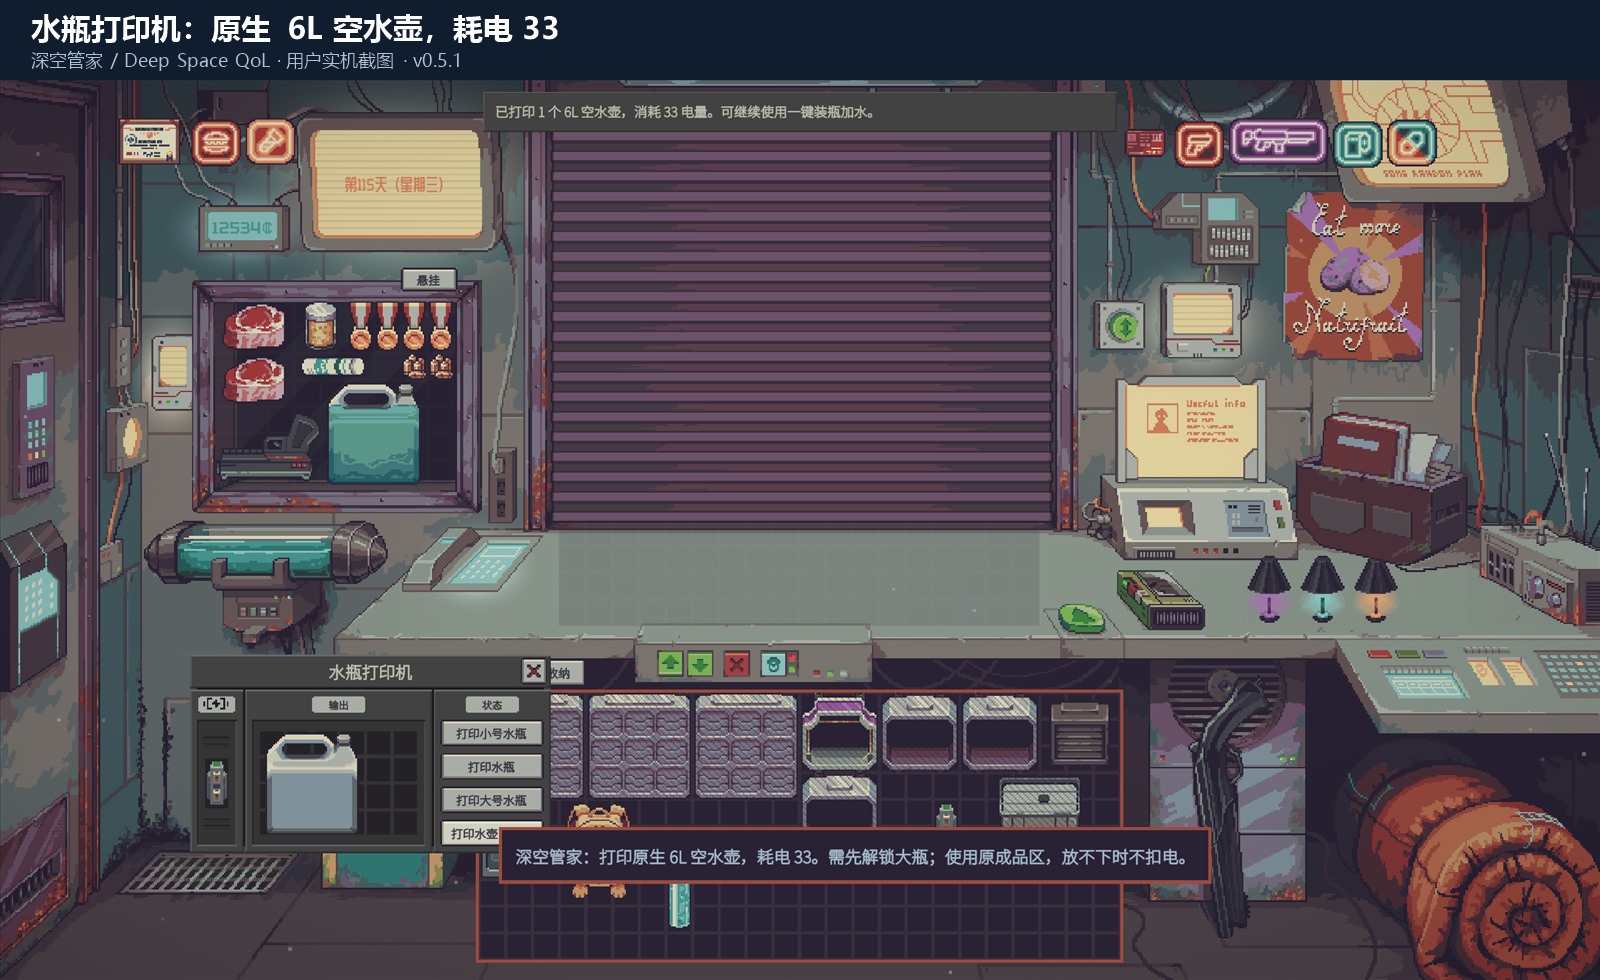 水瓶打印机：原生 6L 空水壶，耗电 33
深空管家 / Deep Space QoL · 用户实机截图 · v0.5.1
已打印 1 个 6L 空水壶，消耗 33 电量。可继续使用一键装瓶加水。
第115天（星期三）
12534₢
悬挂
SONG RANDOM PLAY
Eat more
Nutrifruit
Useful info
水瓶打印机
收纳
输出
状态
打印小号水瓶
打印水瓶
打印大号水瓶
打印水壶
深空管家：打印原生 6L 空水壶，耗电 33。需先解锁大瓶；使用原成品区，放不下时不扣电。